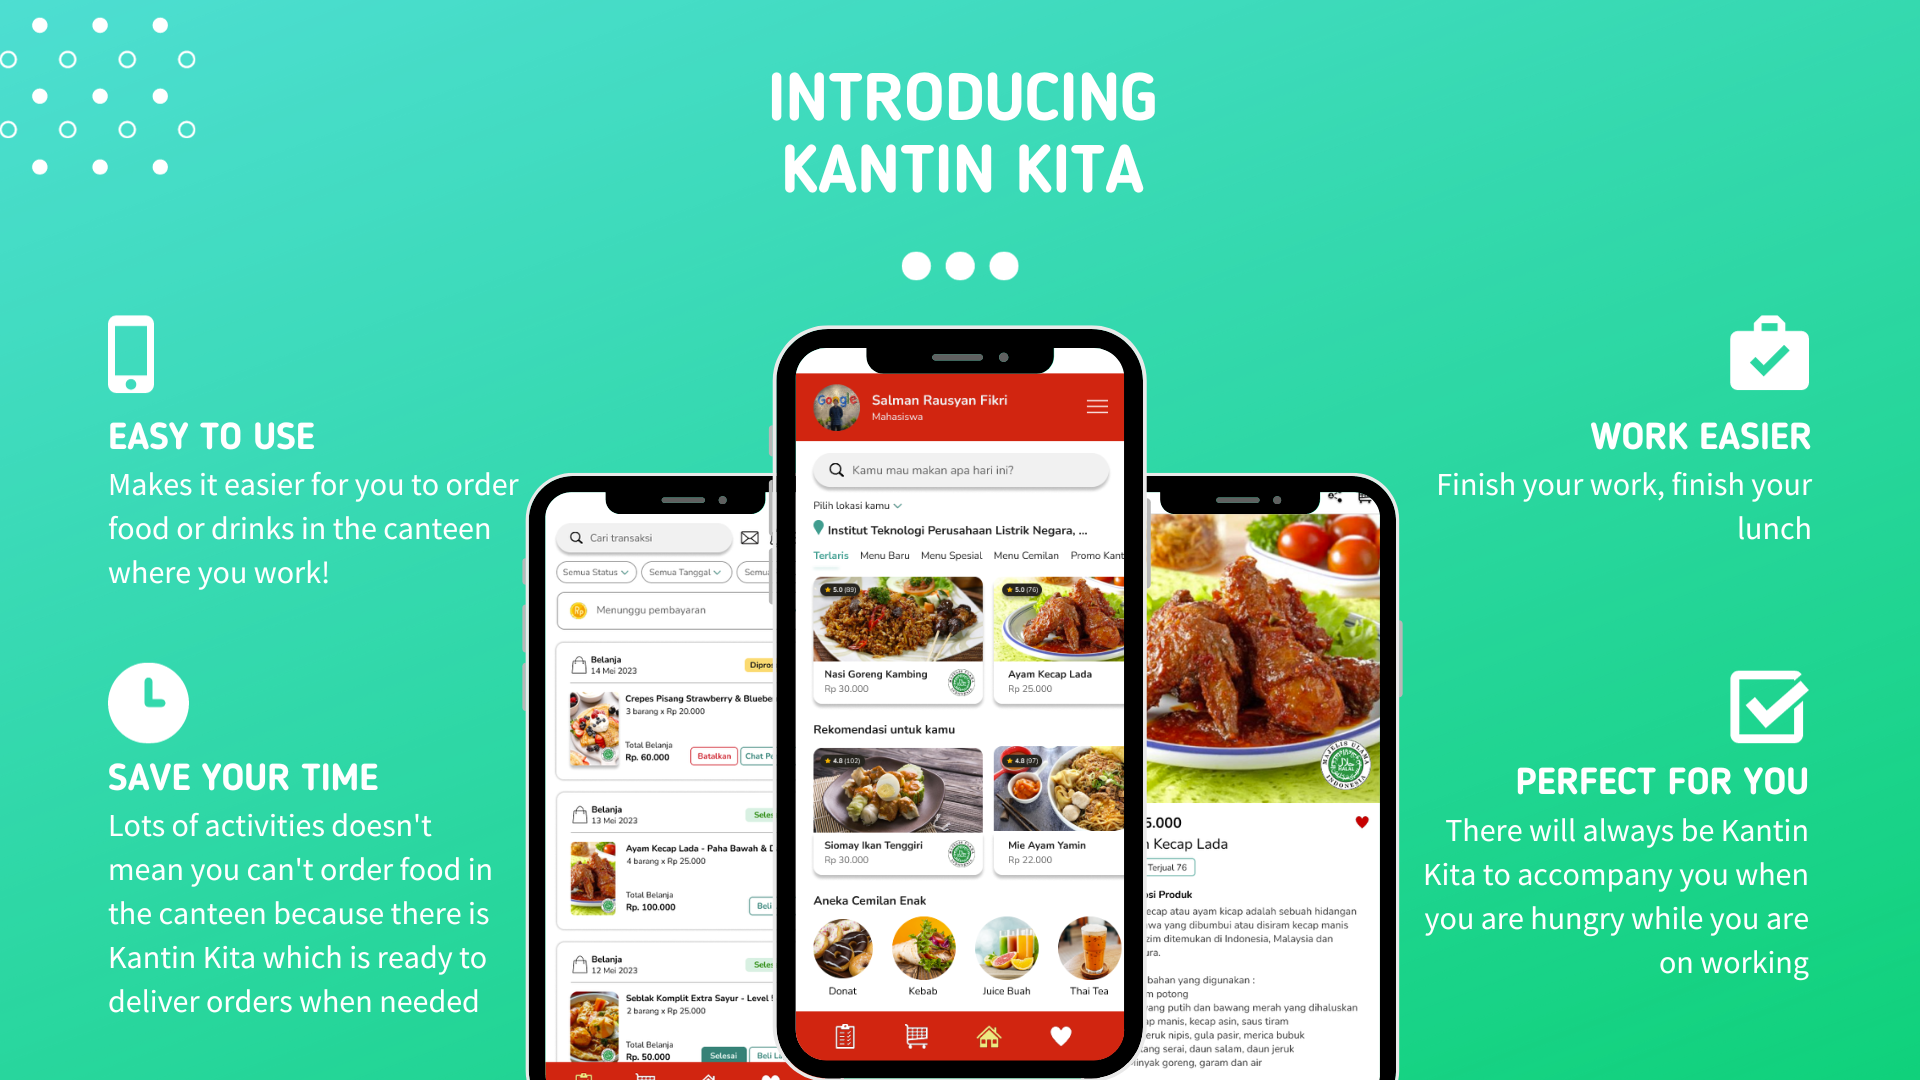 INTRODUCING
KANTIN KITA
EASY TO USE
Makes it easier for you to order
food or drinks in the canteen
where you work!
SAVE YOUR TIME
Lots of activities doesn't
mean you can't order food in
the canteen because there is
Kantin Kita which is ready to
deliver orders when needed
Cari transaksi
Semua Status
Semua Tanggal
Semua
Rp
Menunggu pembayaran
Belanja
14 Mei 2023
Dipros
Crepes Pisang Strawberry & Bluebe
3 barang x Rp 20.000
Total Belanja
Rp. 60.000
Batalkan
Chat Pe
Belanja
13 Mei 2023
Seles
Ayam Kecap Lada - Paha Bawah & D
4 barang x Rp 25.000
Total Belanja
Rp. 100.000
Beli
Belanja
12 Mei 2023
Seles
Seblak Komplit Extra Sayur - Level
2 barang x Rp 25.000
Total Belanja
Rp. 50.000
Selesai
Beli La
Google
Salman Rausyan Fikri
Mahasiswa
Kamu mau makan apa hari ini?
Pilih lokasi kamu
Institut Teknologi Perusahaan Listrik Negara, ...
Terlaris Menu Baru Menu Spesial Menu Cemilan Promo Kant
5.0 (89)
5.0 (76)
Nasi Goreng Kambing
Rp 30.000
Ayam Kecap Lada
Rp 25.000
Rekomendasi untuk kamu
4.8 (102)
4.8 (97)
Siomay Ikan Tenggiri
Rp 30.000
Mie Ayam Yamin
Rp 22.000
Aneka Cemilan Enak
Donat
Kebab
Juice Buah
Thai Tea
MAJELIS ULAMA
HALAL
INDONESIA
5.000
Kecap Lada
Terjual 76
si Produk
ecap atau ayam kicap adalah sebuah hidangan
wa yang dibumbui atau disiram kecap manis
zim ditemukan di Indonesia, Malaysia dan
ura.
bahan yang digunakan :
m potong
ang putih dan bawang merah yang dihaluskan
p manis, kecap asin, saus tiram
eruk nipis, gula pasir, merica bubuk
ang serai, daun salam, daun jeruk
inyak goreng, garam dan air
WORK EASIER
Finish your work, finish your
lunch
PERFECT FOR YOU
There will always be Kantin
Kita to accompany you when
you are hungry while you are
on working